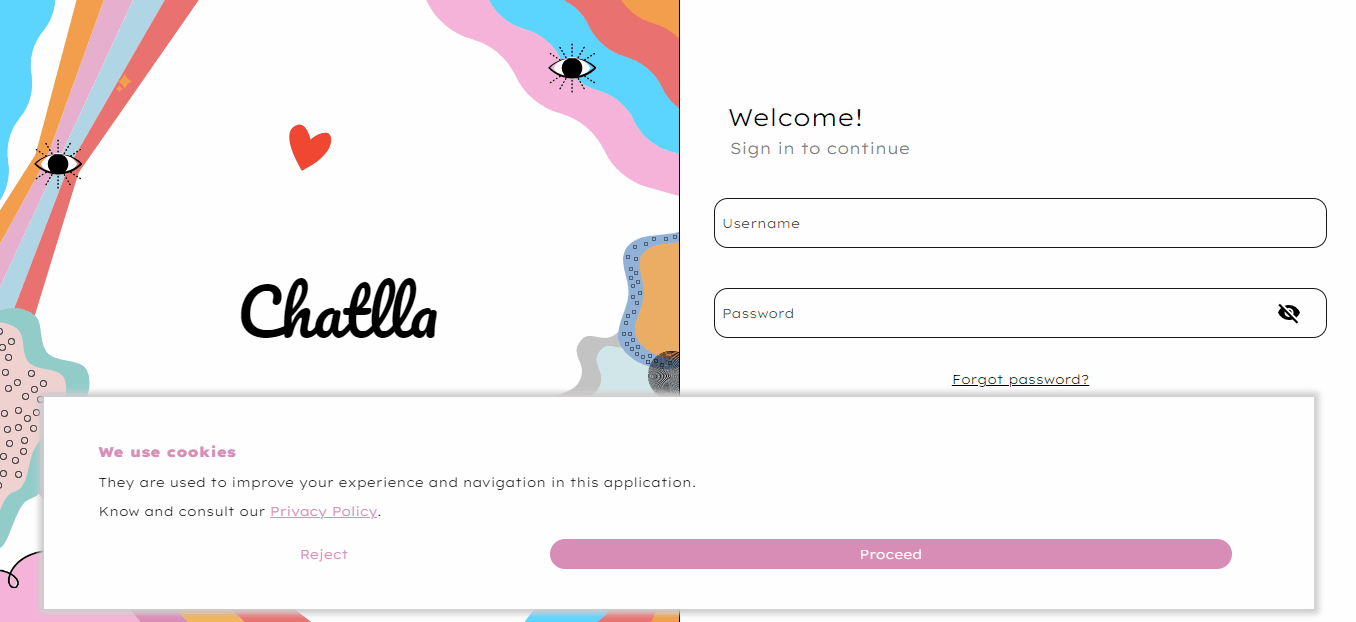 Chatlla
Welcome!
Sign in to continue
Username
Password
Forgot password?
We use cookies
They are used to improve your experience and navigation in this application.
Know and consult our Privacy Policy.
Reject
Proceed